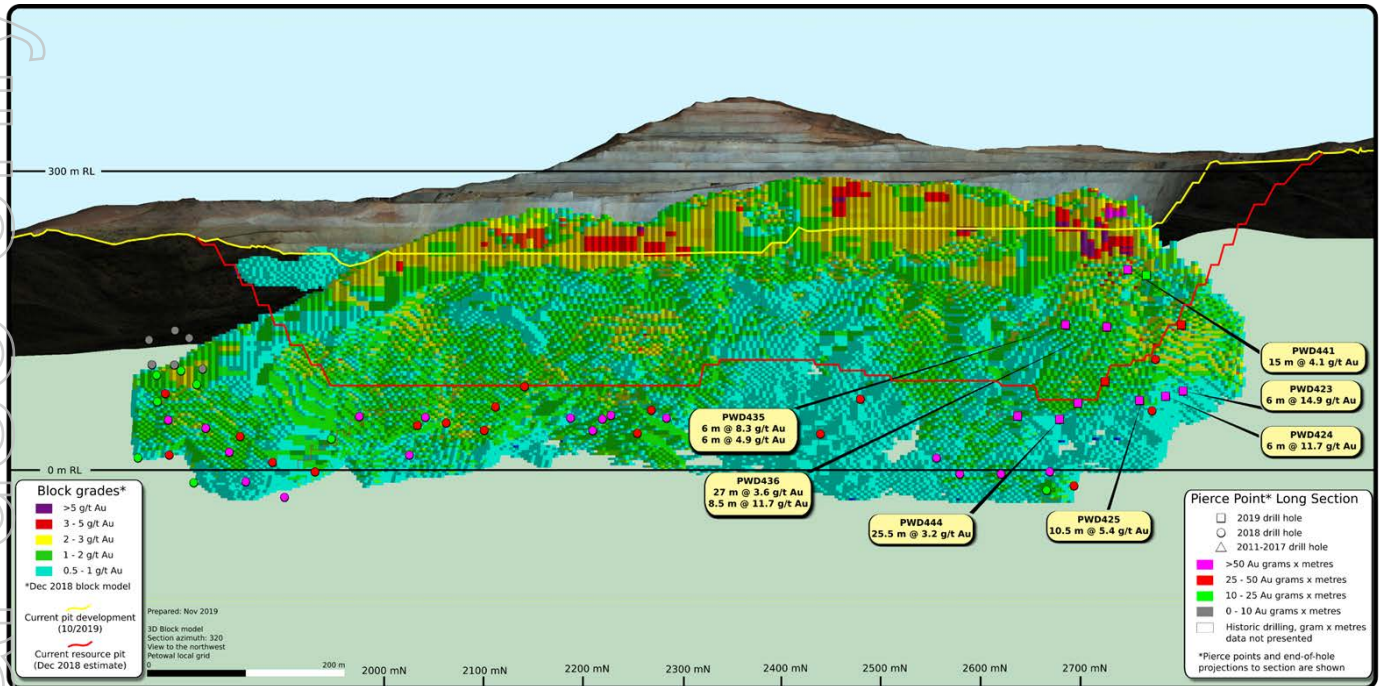 300 m RL
PWD441
15 m @ 4.1 g/t Au
PWD423
6 m @ 14.9 g/t Au
PWD435
6 m @ 8.3 g/t Au
6 m @ 4.9 g/t Au
PWD424
6 m @ 11.7 g/t Au
0 m RL
PWD436
27 m @ 3.6 g/t Au
8.5 m @ 11.7 g/t Au
PWD444
25.5 m @ 3.2 g/t Au
PWD425
10.5 m @ 5.4 g/t Au
Block grades*
>5 g/t Au
3 - 5 g/t Au
2 - 3 g/t Au
1 - 2 g/t Au
0.5 - 1 g/t Au
*Dec 2018 block model
Current pit development
(10/2019)
Current resource pit
(Dec 2018 estimate)
Prepared: Nov 2019
3D Block model
Section azimuth: 320
View to the northwest
Petowal local grid
0 200 m
2000 mN 2100 mN 2200 mN 2300 mN 2400 mN 2500 mN 2600 mN 2700 mN
Pierce Point* Long Section
2019 drill hole
2018 drill hole
2011-2017 drill hole
>50 Au grams x metres
25 - 50 Au grams x metres
10 - 25 Au grams x metres
0 - 10 Au grams x metres
Historic drilling, gram x metres
data not presented
*Pierce points and end-of-hole
projections to section are shown